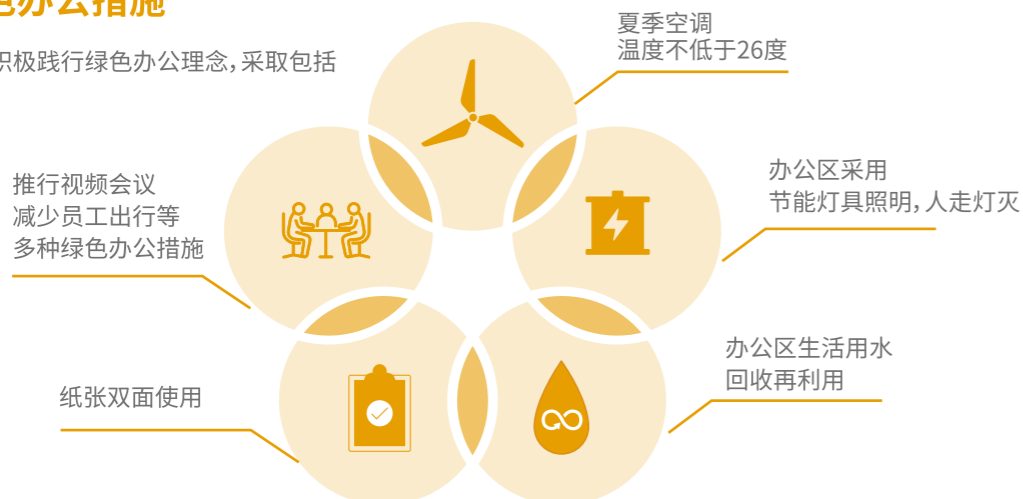 色办公措施
积极践行绿色办公理念，采取包括
夏季空调
温度不低于26度
办公区采用
节能灯具照明，人走灯灭
推行视频会议
减少员工出行等
多种绿色办公措施
办公区生活用水
回收再利用
纸张双面使用